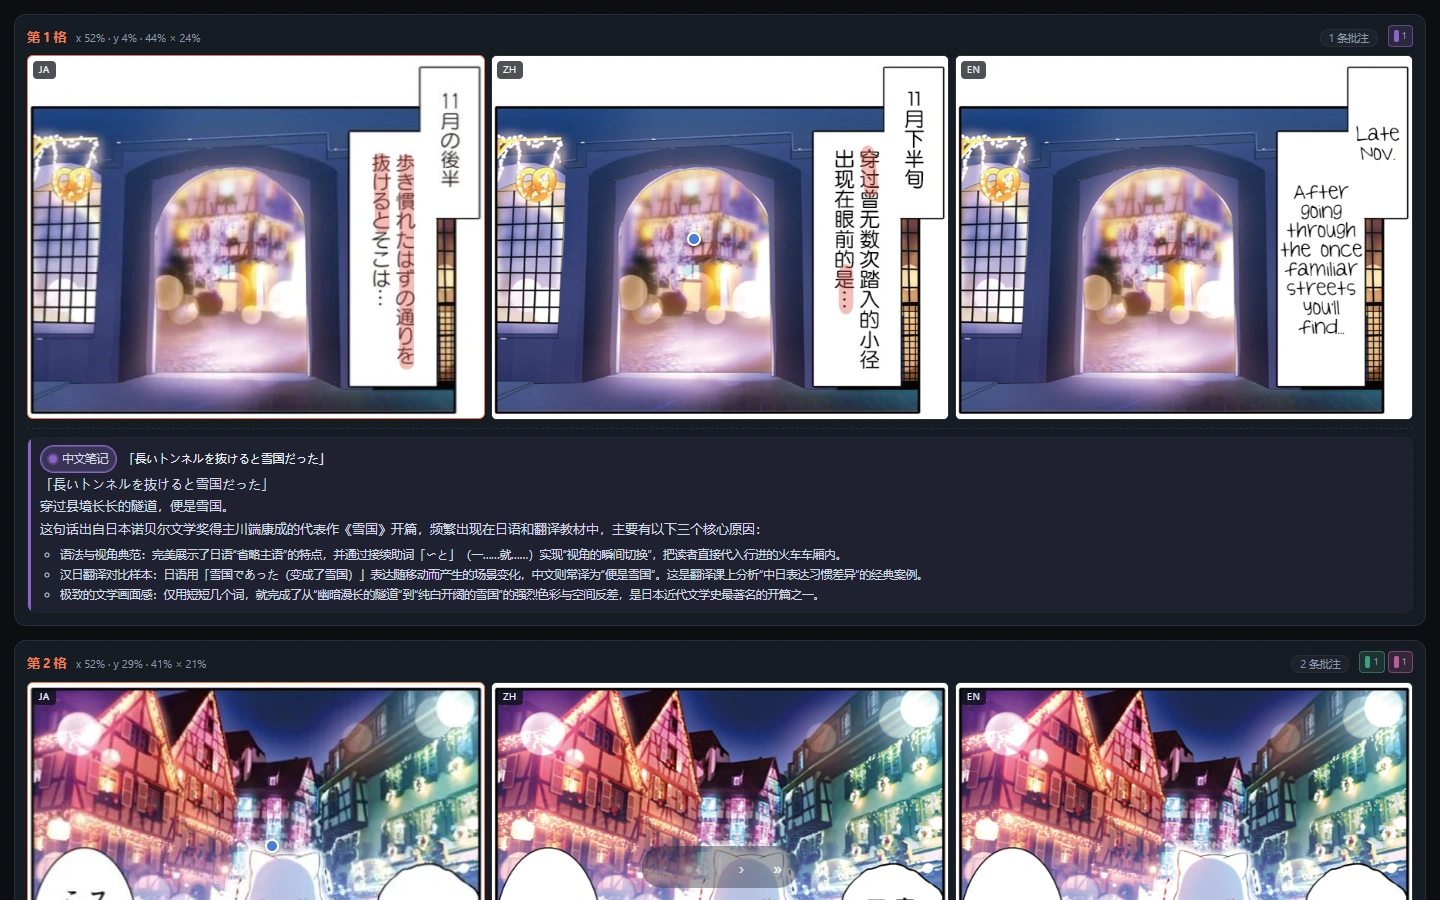 第1格 x 52% · y 4% · 44% × 24%
1 条批注
1
JA
11月の後半
歩き慣れたはずの通りを
抜けるとそこは…
ZH
11月下半旬
穿过曾无数次踏入的小径
出现在眼前的是…
EN
Late
Nov.
After
going
through
the once
familiar
streets
you'll
find...
中文笔记 「長いトンネルを抜けると雪国だった」
「長いトンネルを抜けると雪国だった」
穿过县境长长的隧道，便是雪国。
这句话出自日本诺贝尔文学奖得主川端康成的代表作《雪国》开篇，频繁出现在日语和翻译教材中，主要有以下三个核心原因：
语法与视角典范：完美展示了日语“省略主语”的特点，并通过接续助词「～と」（一……就……）实现“视角的瞬间切换”，把读者直接代入行进的火车车厢内。
汉日翻译对比样本：日语用「雪国であった（变成了雪国）」表达随移动而产生的场景变化，中文则常译为“便是雪国”。这是翻译课上分析“中日表达习惯差异”的经典案例。
极致的文学画面感：仅用短短几个词，就完成了从“幽暗漫长的隧道”到“纯白开阔的雪国”的强烈色彩与空间反差，是日本近代文学史最著名的开篇之一。
第2格 x 52% · y 29% · 41% × 21%
2 条批注
1
1
JA
ZH
EN